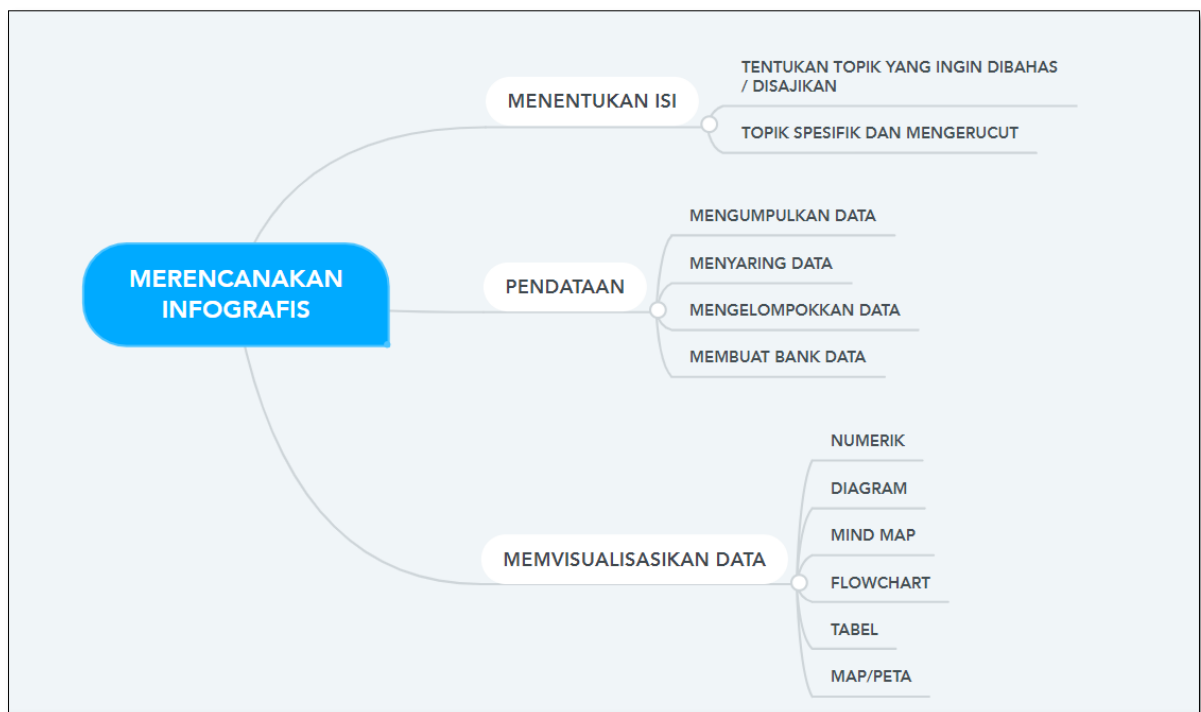 MENENTUKAN ISI
TENTUKAN TOPIK YANG INGIN DIBAHAS
/ DISAJIKAN
TOPIK SPESIFIK DAN MENGERUCUT
MERENCANAKAN
INFOGRAFIS
PENDATAAN
MENGUMPULKAN DATA
MENYARING DATA
MENGELOMPOKKAN DATA
MEMBUAT BANK DATA
MEMVISUALISASIKAN DATA
NUMERIK
DIAGRAM
MIND MAP
FLOWCHART
TABEL
MAP/PETA